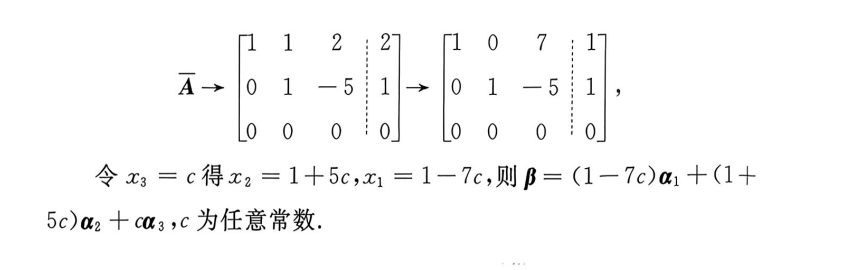 A̅ → [1 1 2 ┊ 2; 0 1 −5 ┊ 1; 0 0 0 ┊ 0] → [1 0 7 ┊ 1; 0 1 −5 ┊ 1; 0 0 0 ┊ 0],
令 x₃ = c 得 x₂ = 1+5c, x₁ = 1−7c, 则 β = (1−7c)α₁ + (1+
5c)α₂ + cα₃, c 为任意常数.